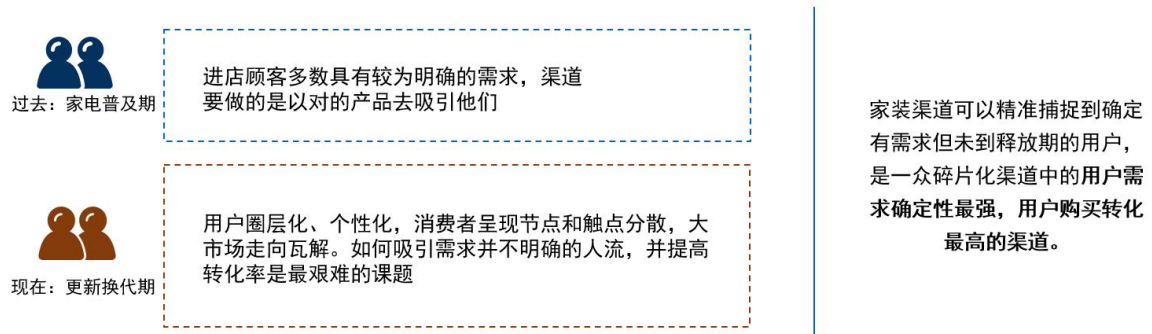 进店顾客多数具有较为明确的需求，渠道
要做的是以对的产品去吸引他们
过去：家电普及期
用户圈层化、个性化，消费者呈现节点和触点分散，大
市场走向瓦解。如何吸引需求并不明确的人流，并提高
转化率是最艰难的课题
现在：更新换代期
家装渠道可以精准捕捉到确定
有需求但未到释放期的用户，
是一众碎片化渠道中的用户需
求确定性最强，用户购买转化
最高的渠道。